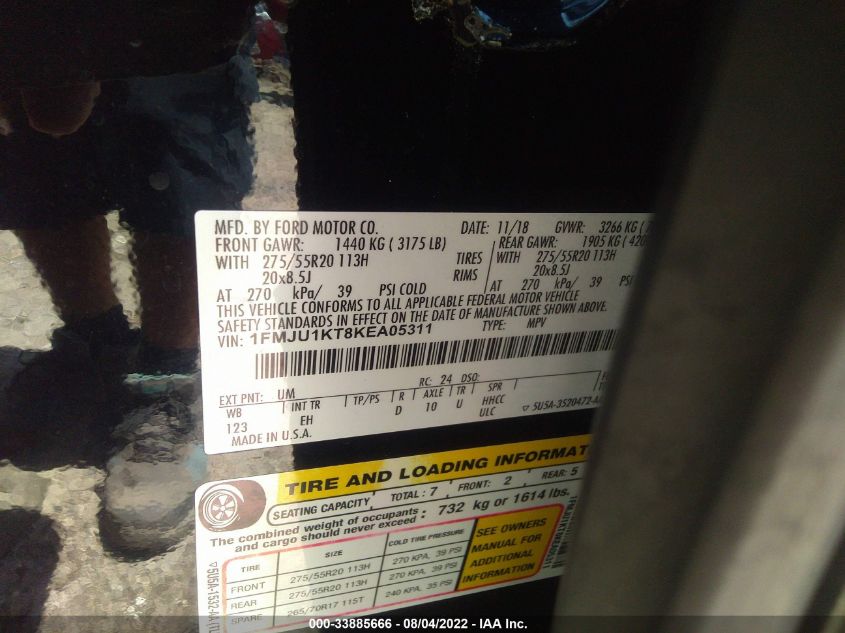 MFD. BY FORD MOTOR CO. DATE: 11/18 GVWR: 3266 KG
FRONT GAWR: 1440 KG ( 3175 LB) REAR GAWR: 1905 KG
WITH 275/55R20 113H TIRES WITH 275/55R20 113H
20x8.5J RIMS 20x8.5J
AT 270 kPa/ 39 PSI COLD AT 270 kPa/ 39
THIS VEHICLE CONFORMS TO ALL APPLICABLE FEDERAL MOTOR VEHICLE
SAFETY STANDARDS IN EFFECT ON THE DATE OF MANUFACTURE SHOWN ABOVE.
VIN: 1FMJU1KT8KEA05311 TYPE: MPV
RC: 24 DSO:
EXT PNT: UM
WB INT TR TP/PS R AXLE TR SPR
123 EH D 10 U HHCC
ULC
MADE IN U.S.A.
TIRE AND LOADING
SEATING CAPACITY TOTAL: 7 FRONT: 2 REAR: 5
The combined weight of occupants and cargo should never exceed: 732 kg or 1614 lbs.
TIRE SIZE COLD TIRE PRESSURE
FRONT 275/55R20 113H 270 KPA, 39 PSI
REAR 275/55R20 113H 270 KPA, 39 PSI
SPARE 265/70R17 115T 240 KPA, 35 PSI
SEE OWNERS
MANUAL FOR
ADDITIONAL
INFORMATION
000-33885666 - 08/04/2022 - IAA Inc.